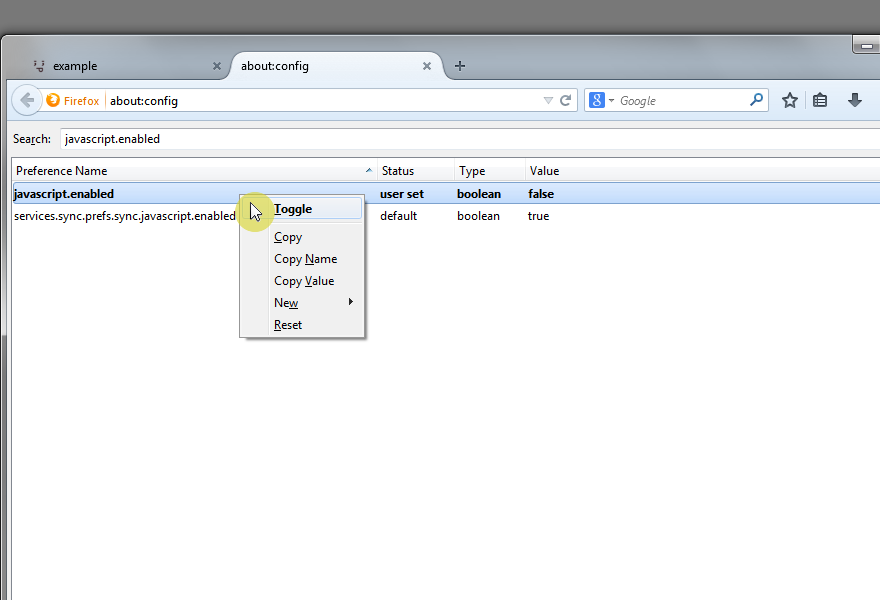 example
about:config
Firefox about:config
8 Google
Search: javascript.enabled
Preference Name Status Type Value
javascript.enabled user set boolean false
services.sync.prefs.sync.javascript.enabled default boolean true
Toggle
Copy
Copy Name
Copy Value
New
Reset